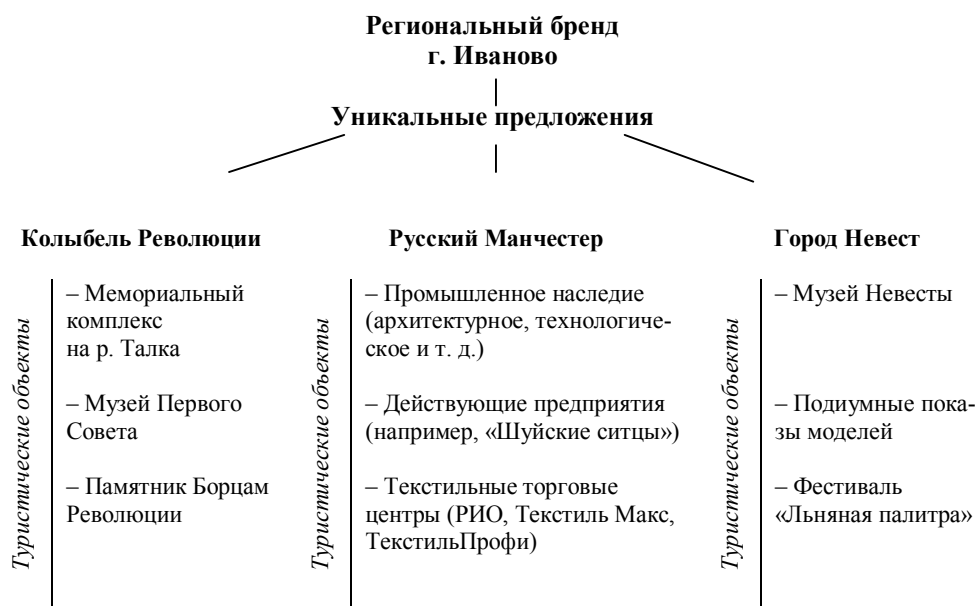 Региональный бренд
г. Иваново
Уникальные предложения
Колыбель Революции
Туристические объекты
– Мемориальный
комплекс
на р. Талка
– Музей Первого
Совета
– Памятник Борцам
Революции
Русский Манчестер
Туристические объекты
– Промышленное наследие
(архитектурное, технологиче-
ское и т. д.)
– Действующие предприятия
(например, «Шуйские ситцы»)
– Текстильные торговые
центры (РИО, Текстиль Макс,
ТекстильПрофи)
Город Невест
Туристические объекты
– Музей Невесты
– Подиумные пока-
зы моделей
– Фестиваль
«Льняная палитра»